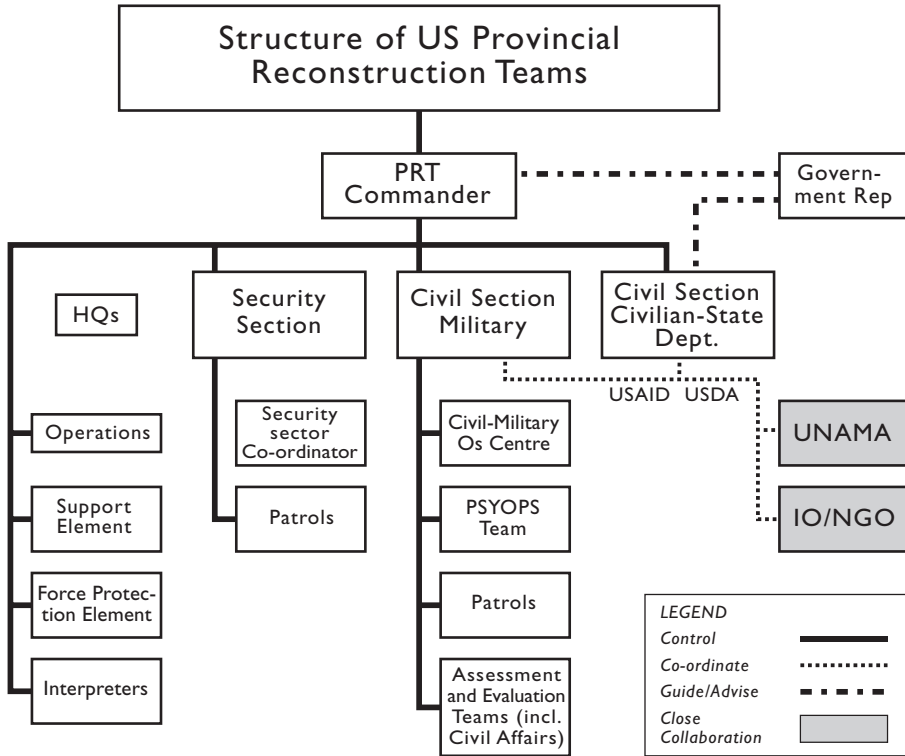 Structure of US Provincial
Reconstruction Teams
PRT
Commander
Govern-
ment Rep
HQs
Security
Section
Civil Section
Military
Civil Section
Civilian-State
Dept.
USAID USDA
Operations
Security
sector
Co-ordinator
Civil-Military
Os Centre
UNAMA
Support
Element
Patrols
PSYOPS
Team
IO/NGO
Force Protec-
tion Element
Patrols
Interpreters
Assessment
and Evaluation
Teams (incl.
Civil Affairs)
LEGEND
Control
Co-ordinate
Guide/Advise
Close
Collaboration